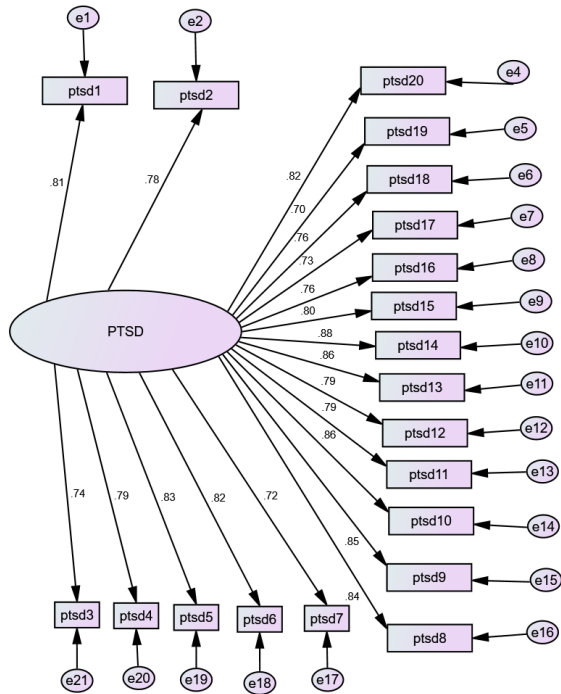 e1
e2
ptsd1
ptsd2
ptsd20
e4
ptsd19
e5
ptsd18
e6
ptsd17
e7
ptsd16
e8
ptsd15
e9
ptsd14
e10
ptsd13
e11
ptsd12
e12
ptsd11
e13
ptsd10
e14
ptsd9
e15
ptsd8
e16
.81
.78
.82
.70
.76
.73
.76
.80
.88
.86
.79
.79
.86
.85
.84
PTSD
.74
.79
.83
.82
.72
ptsd3
ptsd4
ptsd5
ptsd6
ptsd7
e21
e20
e19
e18
e17